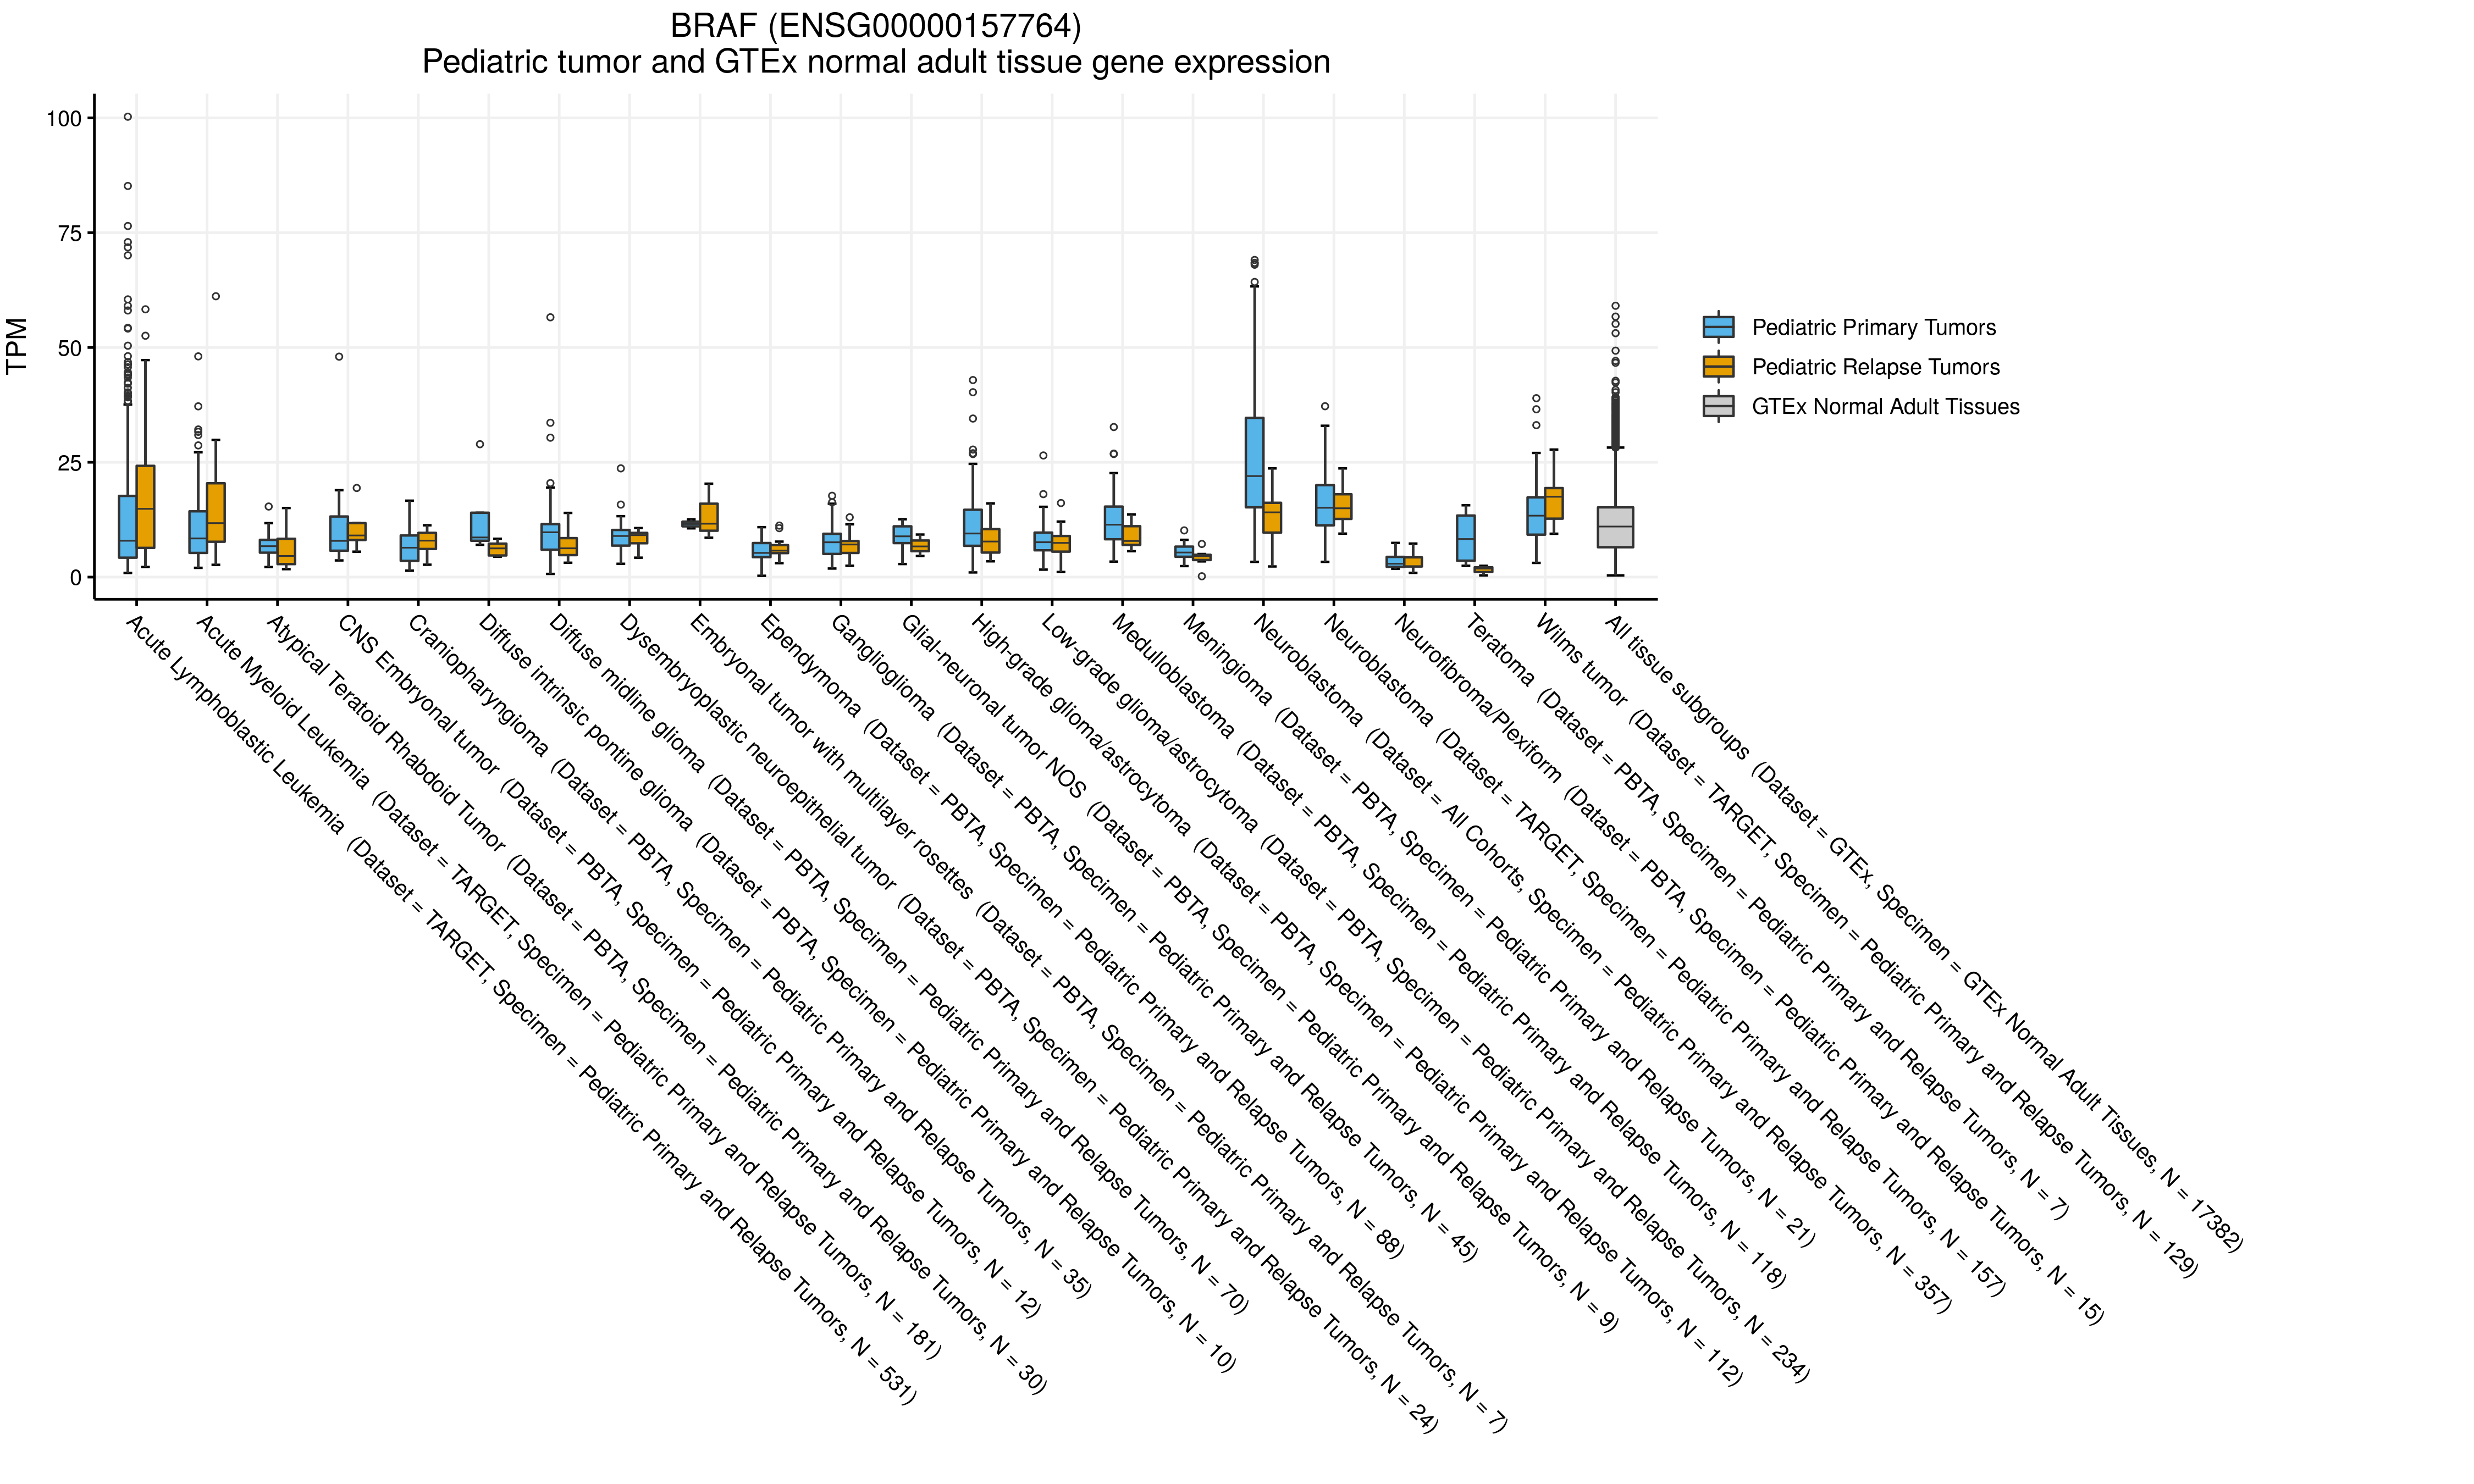 BRAF (ENSG00000157764)
Pediatric tumor and GTEx normal adult tissue gene expression
TPM
100
75
50
25
0
Pediatric Primary Tumors
Pediatric Relapse Tumors
GTEx Normal Adult Tissues
Acute Lymphoblastic Leukemia (Dataset = TARGET, Specimen = Pediatric Primary and Relapse Tumors, N = 531)
Acute Myeloid Leukemia (Dataset = TARGET, Specimen = Pediatric Primary and Relapse Tumors, N = 181)
Atypical Teratoid Rhabdoid Tumor (Dataset = PBTA, Specimen = Pediatric Primary and Relapse Tumors, N = 30)
CNS Embryonal tumor (Dataset = PBTA, Specimen = Pediatric Primary and Relapse Tumors, N = 12)
Craniopharyngioma (Dataset = PBTA, Specimen = Pediatric Primary and Relapse Tumors, N = 35)
Diffuse intrinsic pontine glioma (Dataset = PBTA, Specimen = Pediatric Primary and Relapse Tumors, N = 10)
Diffuse midline glioma (Dataset = PBTA, Specimen = Pediatric Primary and Relapse Tumors, N = 70)
Dysembryoplastic neuroepithelial tumor (Dataset = PBTA, Specimen = Pediatric Primary and Relapse Tumors, N = 24)
Embryonal tumor with multilayer rosettes (Dataset = PBTA, Specimen = Pediatric Primary and Relapse Tumors, N = 7)
Ependymoma (Dataset = PBTA, Specimen = Pediatric Primary and Relapse Tumors, N = 88)
Ganglioglioma (Dataset = PBTA, Specimen = Pediatric Primary and Relapse Tumors, N = 45)
Glial-neuronal tumor NOS (Dataset = PBTA, Specimen = Pediatric Primary and Relapse Tumors, N = 9)
High-grade glioma/astrocytoma (Dataset = PBTA, Specimen = Pediatric Primary and Relapse Tumors, N = 112)
Low-grade glioma/astrocytoma (Dataset = PBTA, Specimen = Pediatric Primary and Relapse Tumors, N = 234)
Medulloblastoma (Dataset = PBTA, Specimen = Pediatric Primary and Relapse Tumors, N = 118)
Meningioma (Dataset = PBTA, Specimen = Pediatric Primary and Relapse Tumors, N = 21)
Neuroblastoma (Dataset = All Cohorts, Specimen = Pediatric Primary and Relapse Tumors, N = 357)
Neuroblastoma (Dataset = TARGET, Specimen = Pediatric Primary and Relapse Tumors, N = 157)
Neurofibroma/Plexiform (Dataset = PBTA, Specimen = Pediatric Primary and Relapse Tumors, N = 15)
Teratoma (Dataset = PBTA, Specimen = Pediatric Primary and Relapse Tumors, N = 7)
Wilms tumor (Dataset = TARGET, Specimen = Pediatric Primary and Relapse Tumors, N = 129)
All tissue subgroups (Dataset = GTEx, Specimen = GTEx Normal Adult Tissues, N = 17382)